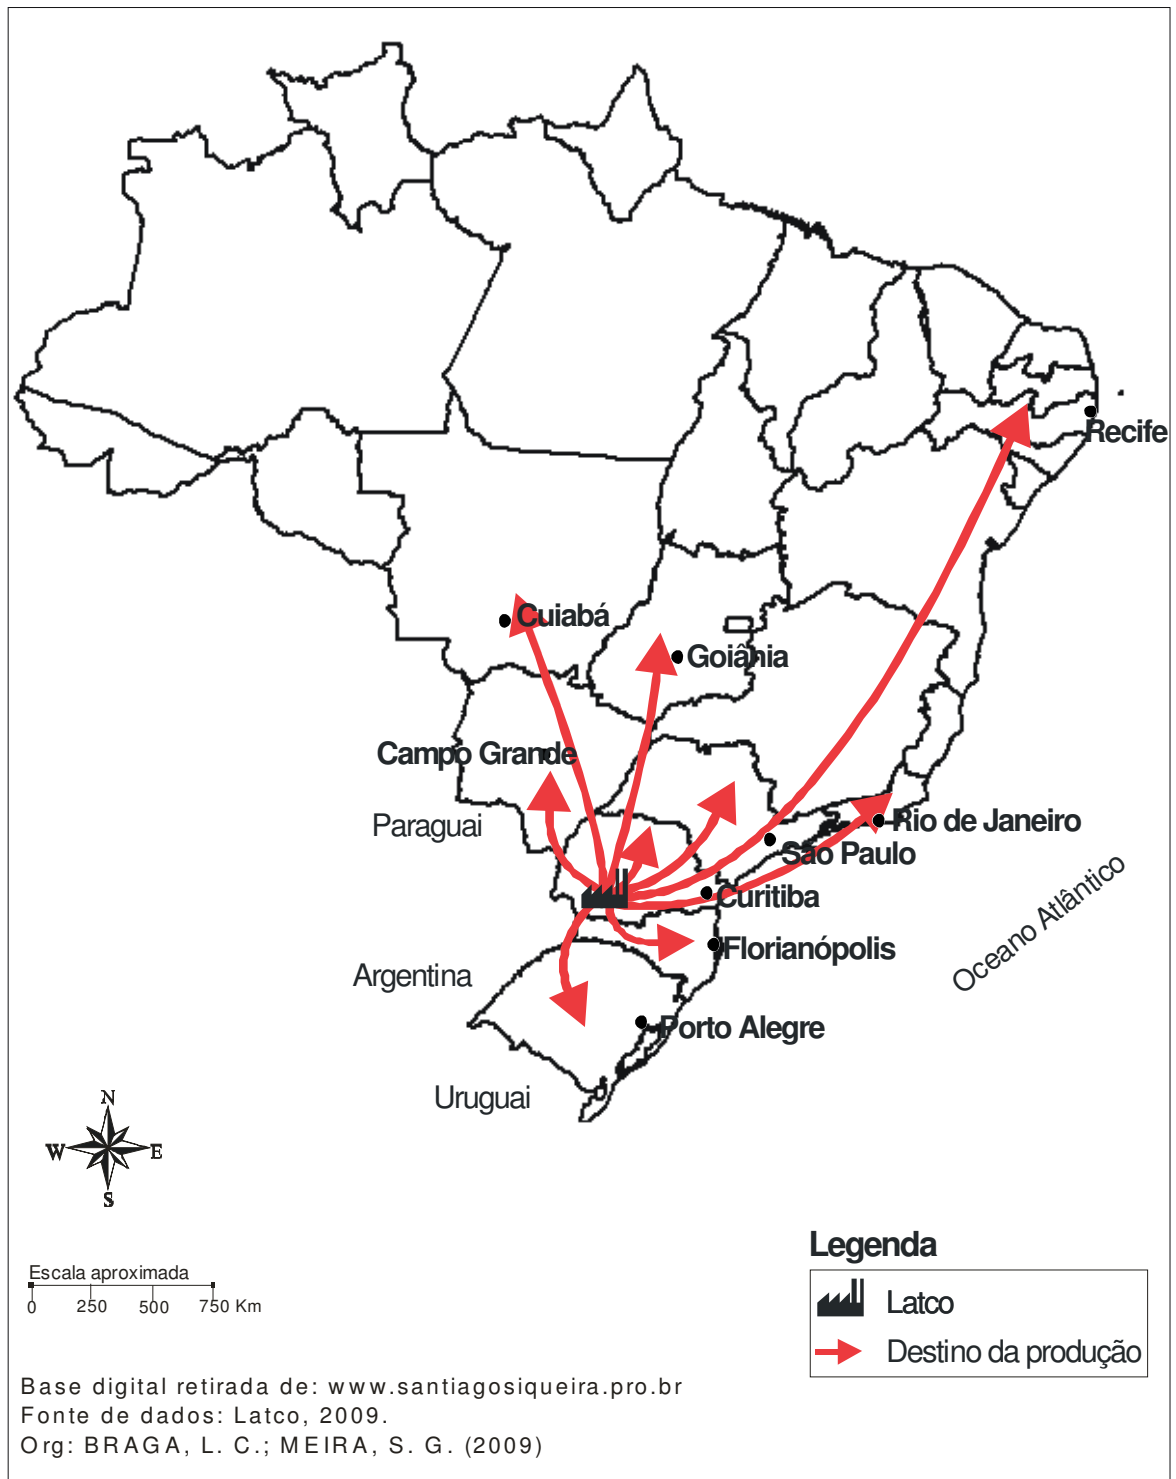 Recife
Cuiabá
Goiânia
Campo Grande
Paraguai
Rio de Janeiro
São Paulo
Curitiba
Oceano Atlântico
Florianópolis
Argentina
Porto Alegre
Uruguai
N
W
E
S
Legenda
Latco
Destino da produção
Escala aproximada
0 250 500 750 Km
Base digital retirada de: www.santiagosiqueira.pro.br
Fonte de dados: Latco, 2009.
Org: BRAGA, L. C.; MEIRA, S. G. (2009)